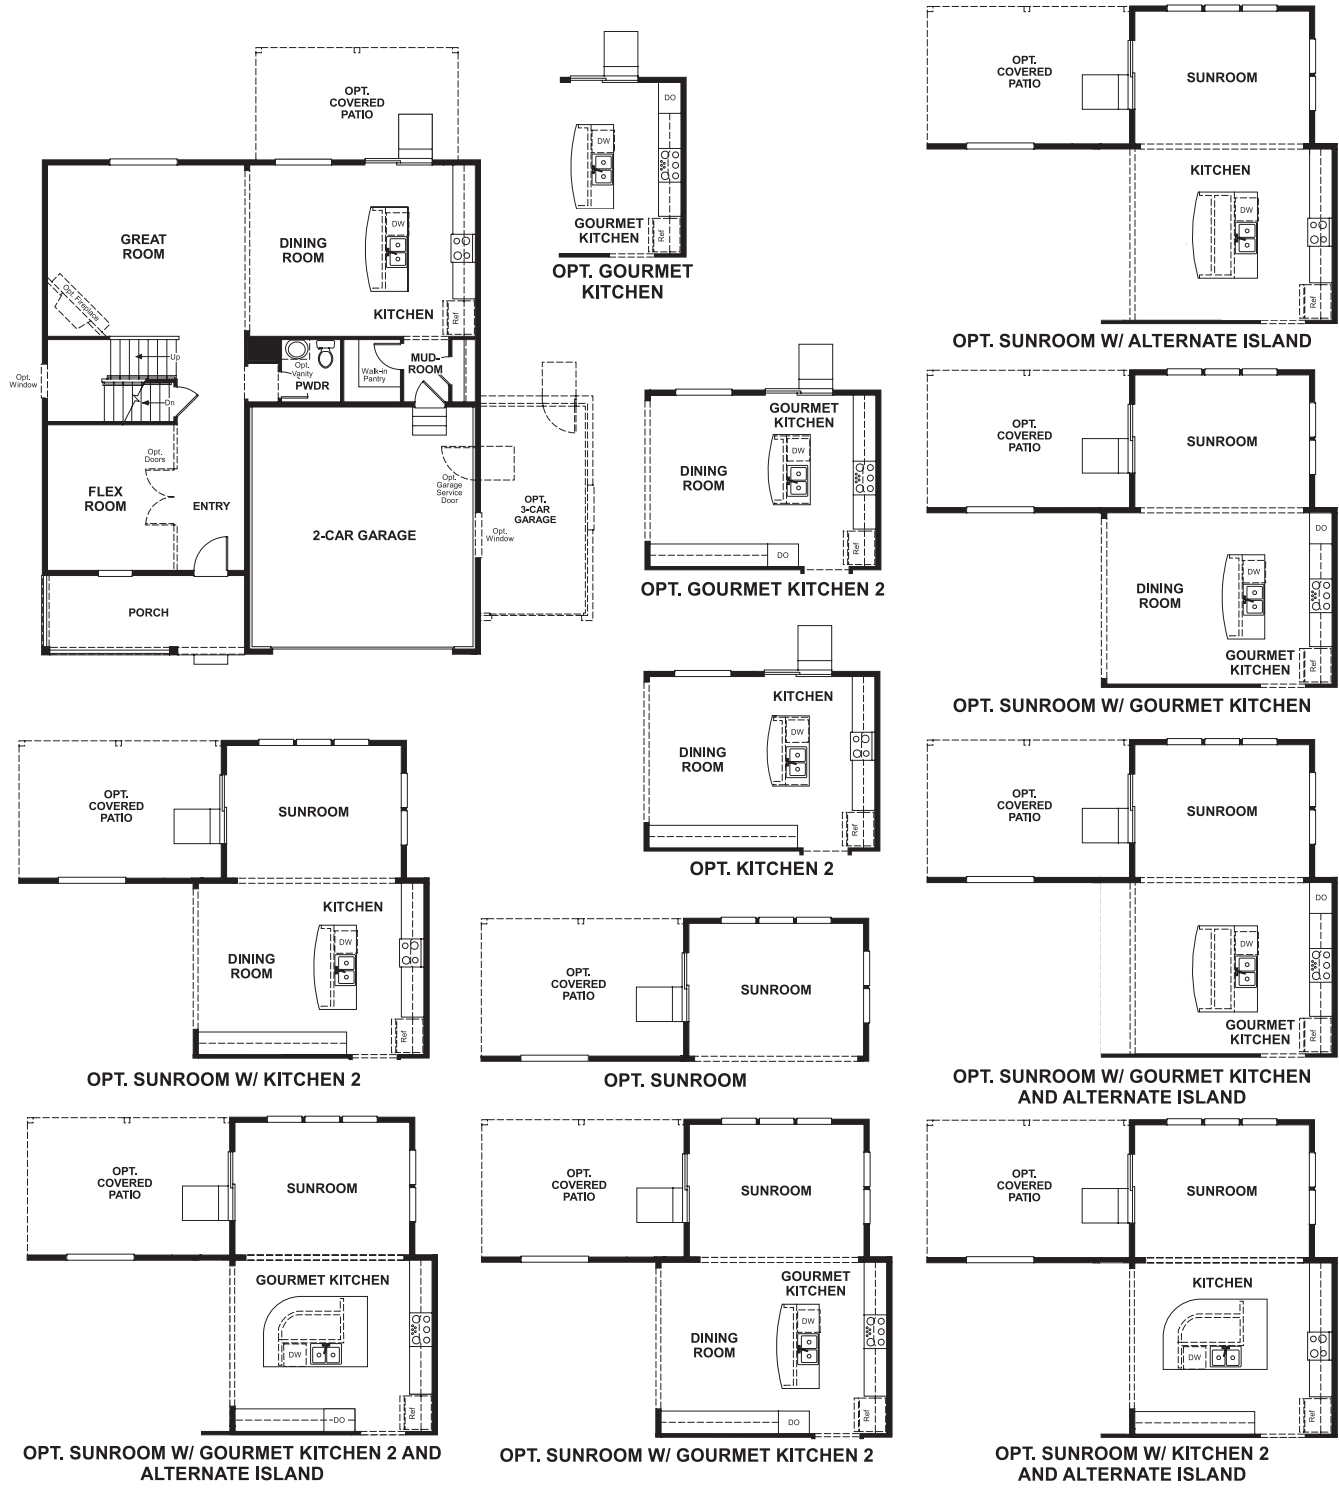 OPT.
COVERED
PATIO
GREAT
ROOM
DINING
ROOM
DW
KITCHEN
Ref
Opt. Fireplace
Up
Dn
Opt.
Window
Opt.
Vanity
PWDR
Walk-in
Pantry
MUD-
ROOM
Opt.
Doors
FLEX
ROOM
ENTRY
2-CAR GARAGE
Opt.
Garage
Service
Door
Opt.
Window
OPT.
3-CAR
GARAGE
PORCH
DO
DW
GOURMET
KITCHEN
Ref
OPT. GOURMET
KITCHEN
GOURMET
KITCHEN
DW
DINING
ROOM
DO
Ref
OPT. GOURMET KITCHEN 2
KITCHEN
DW
DINING
ROOM
Ref
OPT. KITCHEN 2
OPT.
COVERED
PATIO
SUNROOM
KITCHEN
DW
Ref
OPT. SUNROOM W/ ALTERNATE ISLAND
OPT.
COVERED
PATIO
SUNROOM
DO
DW
DINING
ROOM
GOURMET
KITCHEN
Ref
OPT. SUNROOM W/ GOURMET KITCHEN
OPT.
COVERED
PATIO
SUNROOM
KITCHEN
DW
DINING
ROOM
Ref
OPT. SUNROOM W/ KITCHEN 2
OPT.
COVERED
PATIO
SUNROOM
OPT. SUNROOM
OPT.
COVERED
PATIO
SUNROOM
DO
DW
GOURMET
KITCHEN
Ref
OPT. SUNROOM W/ GOURMET KITCHEN
AND ALTERNATE ISLAND
OPT.
COVERED
PATIO
SUNROOM
GOURMET KITCHEN
DW
DO
Ref
OPT. SUNROOM W/ GOURMET KITCHEN 2 AND
ALTERNATE ISLAND
OPT.
COVERED
PATIO
SUNROOM
GOURMET
KITCHEN
DW
DINING
ROOM
DO
Ref
OPT. SUNROOM W/ GOURMET KITCHEN 2
OPT.
COVERED
PATIO
SUNROOM
KITCHEN
DW
Ref
OPT. SUNROOM W/ KITCHEN 2
AND ALTERNATE ISLAND